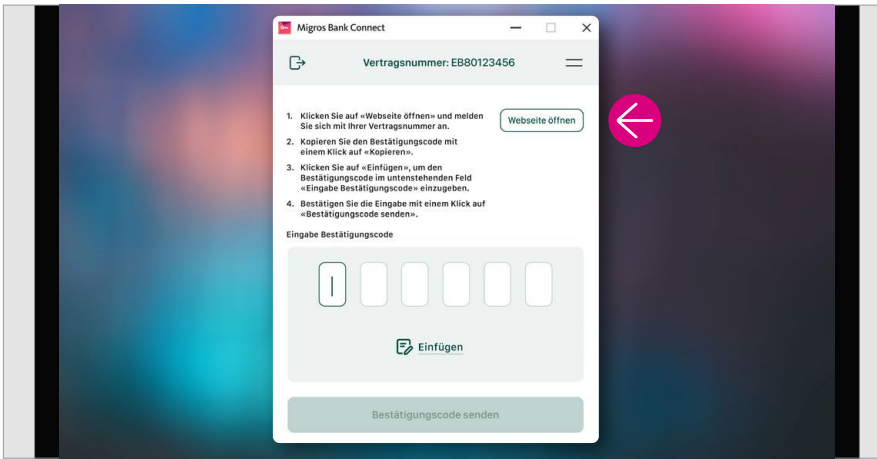 Migros Bank Connect
Vertragsnummer: EB80123456
1. Klicken Sie auf «Webseite öffnen» und melden
Sie sich mit Ihrer Vertragsnummer an.
Webseite öffnen
2. Kopieren Sie den Bestätigungscode mit
einem Klick auf «Kopieren».
3. Klicken Sie auf «Einfügen», um den
Bestätigungscode im untenstehenden Feld
«Eingabe Bestätigungscode» einzugeben.
4. Bestätigen Sie die Eingabe mit einem Klick auf
«Bestätigungscode senden».
Eingabe Bestätigungscode
Einfügen
Bestätigungscode senden